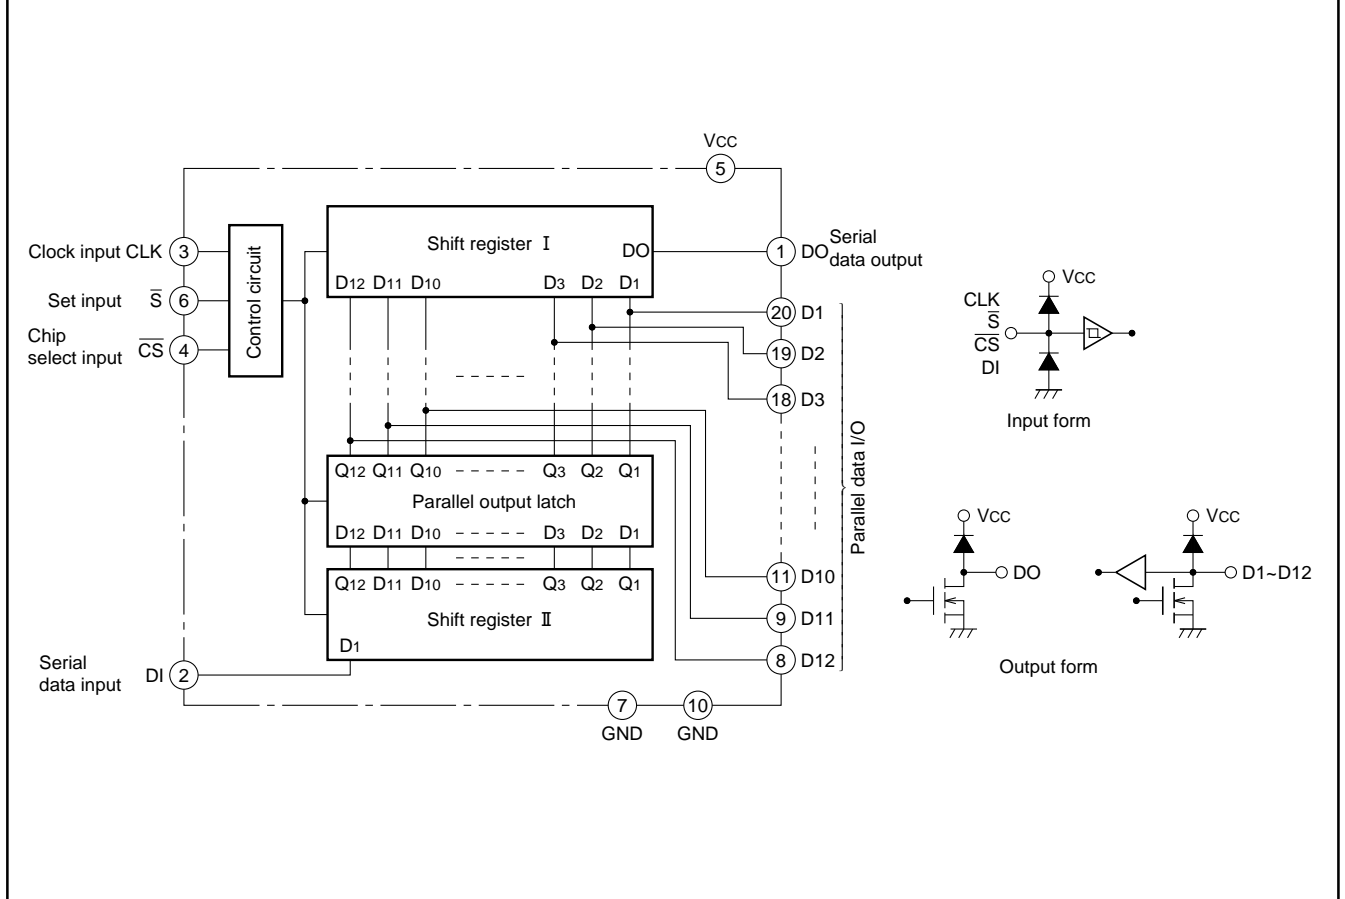 VCC
5
Clock input CLK 3
Set input S̅ 6
Chip
select input C̅S̅ 4
Control circuit
Shift register I
DO
D12 D11 D10 D3 D2 D1
1 DO Serial
data output
20 D1
19 D2
18 D3
Parallel data I/O
Q12 Q11 Q10 Q3 Q2 Q1
Parallel output latch
D12 D11 D10 D3 D2 D1
Q12 D11 D10 Q3 Q2 Q1
Shift register II
D1
11 D10
9 D11
8 D12
Serial
data input DI 2
7
GND
10
GND
VCC
CLK
S̅
C̅S̅
DI
Input form
VCC
DO
VCC
D1~D12
Output form